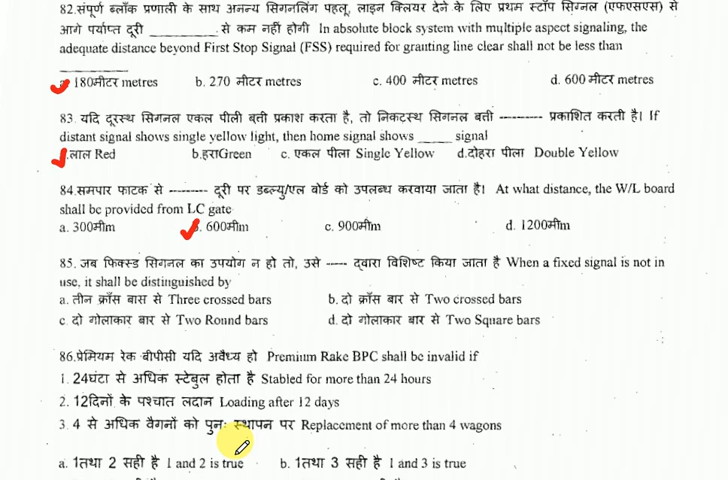 82.संपूर्ण ब्लॉक प्रणाली के साथ अनन्य सिगनलिंग पहलू, लाइन क्लियर देने के लिए प्रथम स्टॉप सिग्नल (एफएसएस) से
आगे पर्याप्त दूरी __________ से कम नहीं होगी In absolute block system with multiple aspect signaling, the
adequate distance beyond First Stop Signal (FSS) required for granting line clear shall not be less than
__________
180मीटर metres b. 270 मीटर metres c. 400 मीटर metres d. 600 मीटर metres
83. यदि दूरस्थ सिगनल एकल पीली बत्ती प्रकाश करता है, तो निकटस्थ सिगनल बत्ती ---------- प्रकाशित करती है। If
distant signal shows single yellow light, then home signal shows _____ signal
.लाल Red b.हराGreen c. एकल पीला Single Yellow d.दोहरा पीला Double Yellow
84.समपार फाटक से --------- दूरी पर डब्ल्यु/एल बोर्ड को उपलब्ध करवाया जाता है। At what distance, the W/L board
shall be provided from LC gate
a. 300मीm . 600मीm c. 900मीm d. 1200मीm
85. जब फिक्स्ड सिगनल का उपयोग न हो तो, उसे ----- द्वारा विशिष्ट किया जाता है When a fixed signal is not in
use, it shall be distinguished by
a. तीन क्रॉस बास से Three crossed bars b. दो क्रॉस बार से Two crossed bars
c. दो गोलाकार बार से Two Round bars d. दो गोलाकार बार से Two Square bars
86.प्रेमियम रेक बीपीसी यदि अवैध्य हो Premium Rake BPC shall be invalid if
1. 24घंटा से अधिक स्टेबुल होता है Stabled for more than 24 hours
2. 12दिनों के पश्चात लदान Loading after 12 days
3. 4 से अधिक वैगनों को पुनः स्थापन पर Replacement of more than 4 wagons
a. 1तथा 2 सही है 1 and 2 is true b. 1तथा 3 सही है 1 and 3 is true